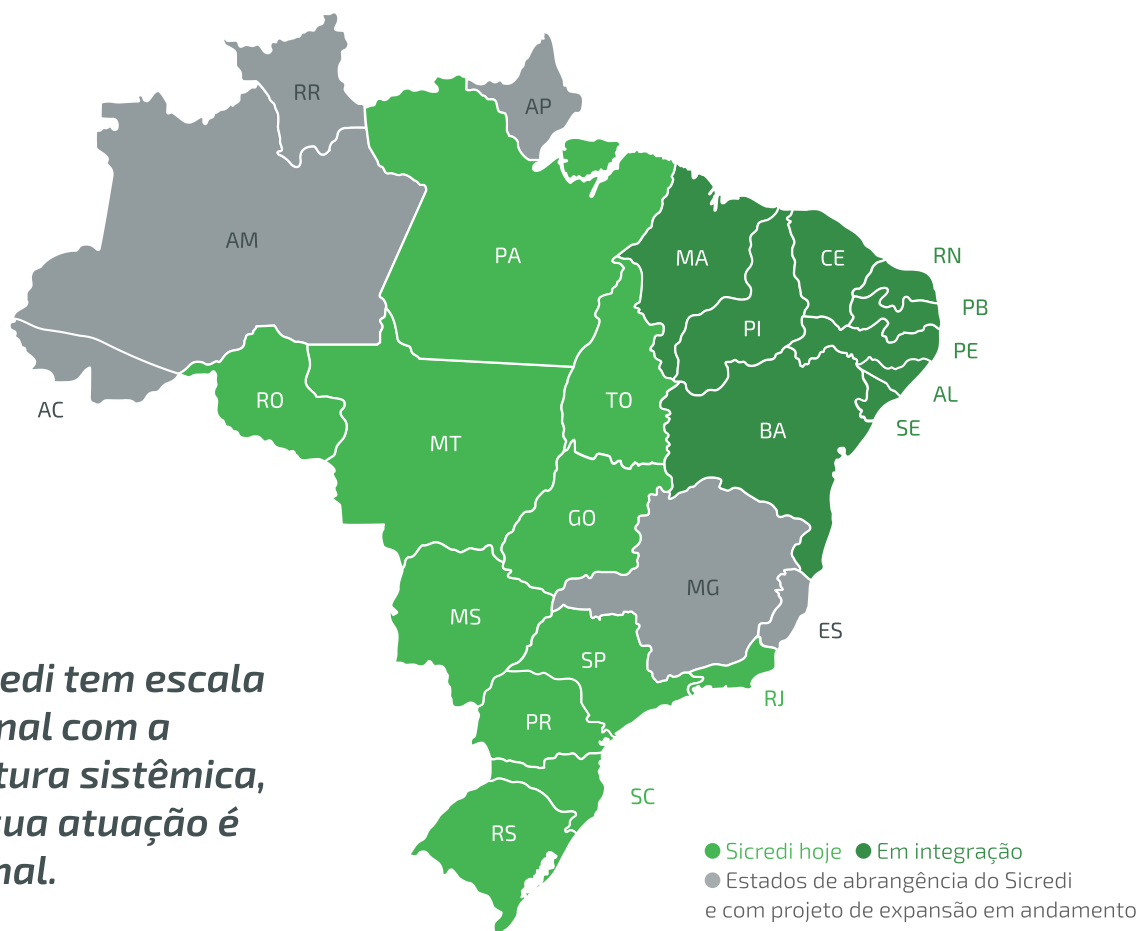 RR
AP
AM
PA
MA
CE
RN
PI
PB
PE
AC
RO
TO
AL
MT
BA
SE
GO
MG
MS
ES
SP
RJ
PR
SC
RS
edi tem escala
nal com a
tura sistêmica,
sua atuação é
nal.
Sicredi hoje Em integração
Estados de abrangência do Sicredi
e com projeto de expansão em andamento